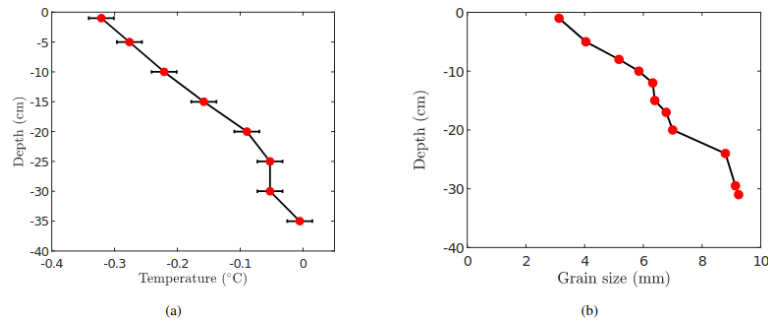 0
-5
-10
-15
-20
-25
-30
-35
-40
Depth (cm)
-0.4 -0.3 -0.2 -0.1 0
Temperature (°C)
(a)
0
-10
-20
-30
-40
Depth (cm)
0 2 4 6 8 10
Grain size (mm)
(b)